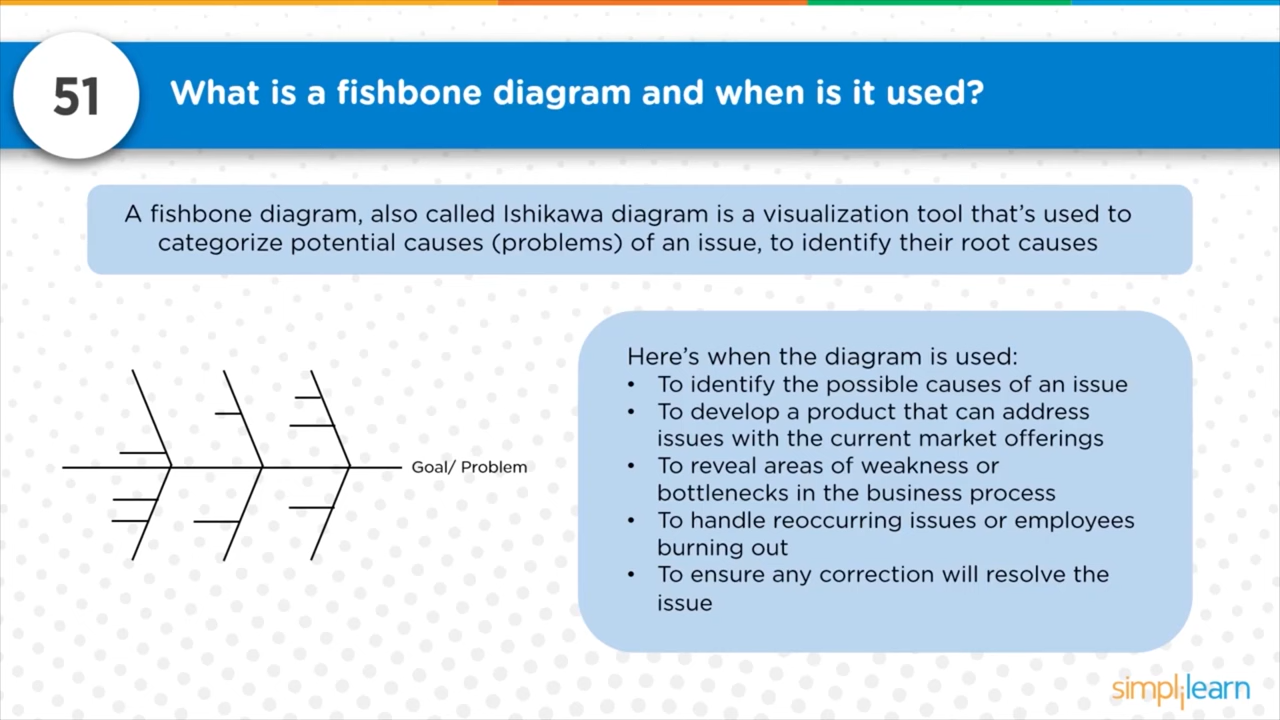 51
What is a fishbone diagram and when is it used?
A fishbone diagram, also called Ishikawa diagram is a visualization tool that's used to
categorize potential causes (problems) of an issue, to identify their root causes
Goal/ Problem
Here's when the diagram is used:
• To identify the possible causes of an issue
• To develop a product that can address
issues with the current market offerings
• To reveal areas of weakness or
bottlenecks in the business process
• To handle reoccurring issues or employees
burning out
• To ensure any correction will resolve the
issue
simplilearn